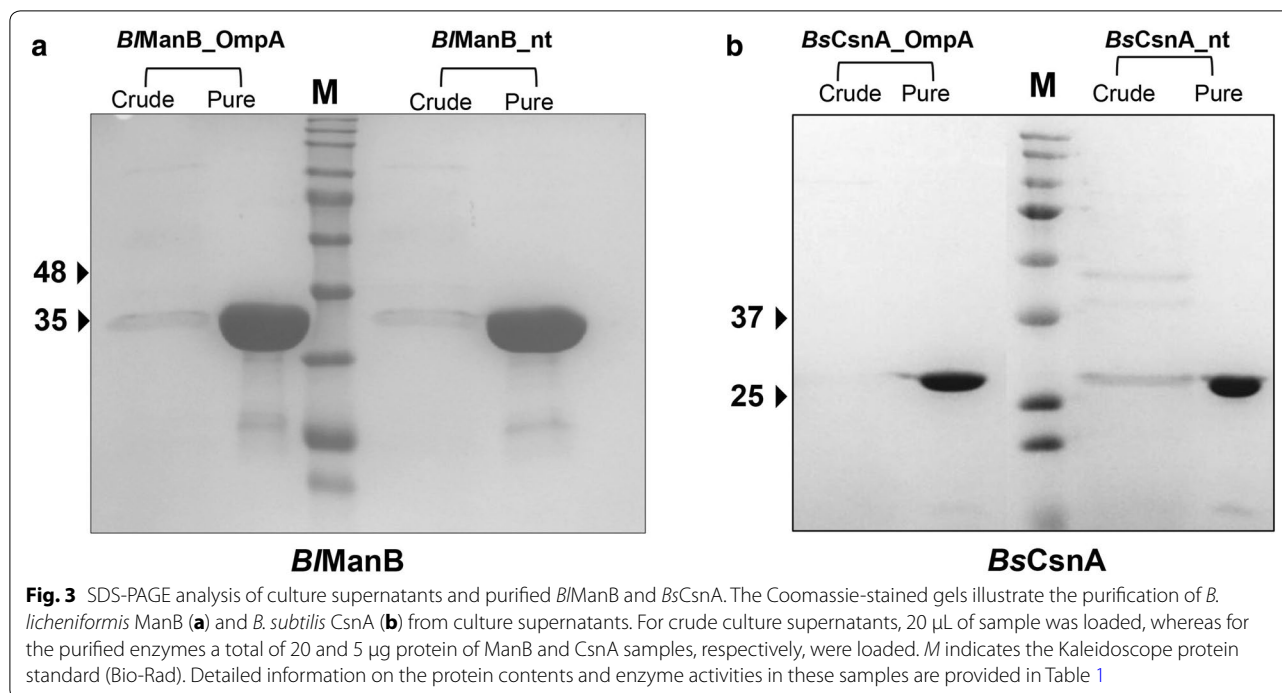 a
BlManB_OmpA
BlManB_nt
Crude Pure M Crude Pure
48
35
BlManB
b
BsCsnA_OmpA
BsCsnA_nt
Crude Pure M Crude Pure
37
25
BsCsnA
Fig. 3 SDS-PAGE analysis of culture supernatants and purified BlManB and BsCsnA. The Coomassie-stained gels illustrate the purification of B.
licheniformis ManB (a) and B. subtilis CsnA (b) from culture supernatants. For crude culture supernatants, 20 µL of sample was loaded, whereas for
the purified enzymes a total of 20 and 5 µg protein of ManB and CsnA samples, respectively, were loaded. M indicates the Kaleidoscope protein
standard (Bio-Rad). Detailed information on the protein contents and enzyme activities in these samples are provided in Table 1